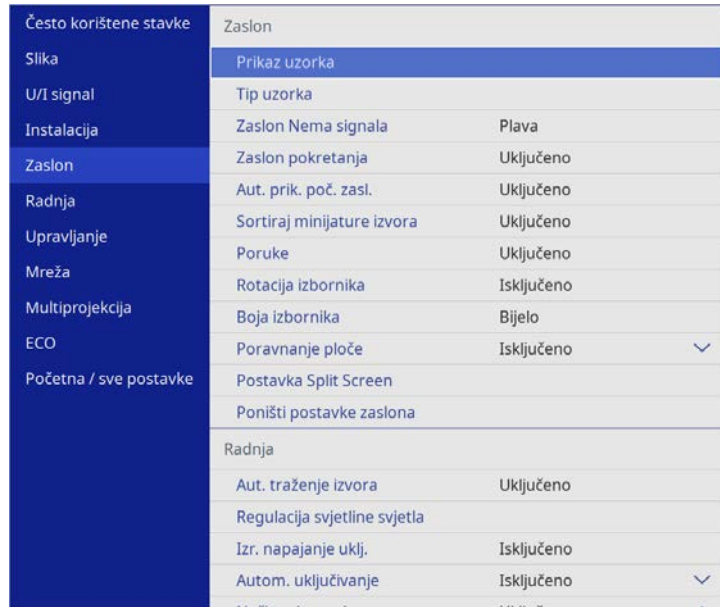 Često korištene stavke
Slika
U/I signal
Instalacija
Zaslon
Radnja
Upravljanje
Mreža
Multiprojekcija
ECO
Početna / sve postavke
Zaslon
Prikaz uzorka
Tip uzorka
Zaslon Nema signala Plava
Zaslon pokretanja Uključeno
Aut. prik. poč. zasl. Uključeno
Sortiraj minijature izvora Uključeno
Poruke Uključeno
Rotacija izbornika Isključeno
Boja izbornika Bijelo
Poravnanje ploče Isključeno
Postavka Split Screen
Poništi postavke zaslona
Radnja
Aut. traženje izvora Uključeno
Regulacija svjetline svjetla
Izr. napajanje uklj. Isključeno
Autom. uključivanje Isključeno